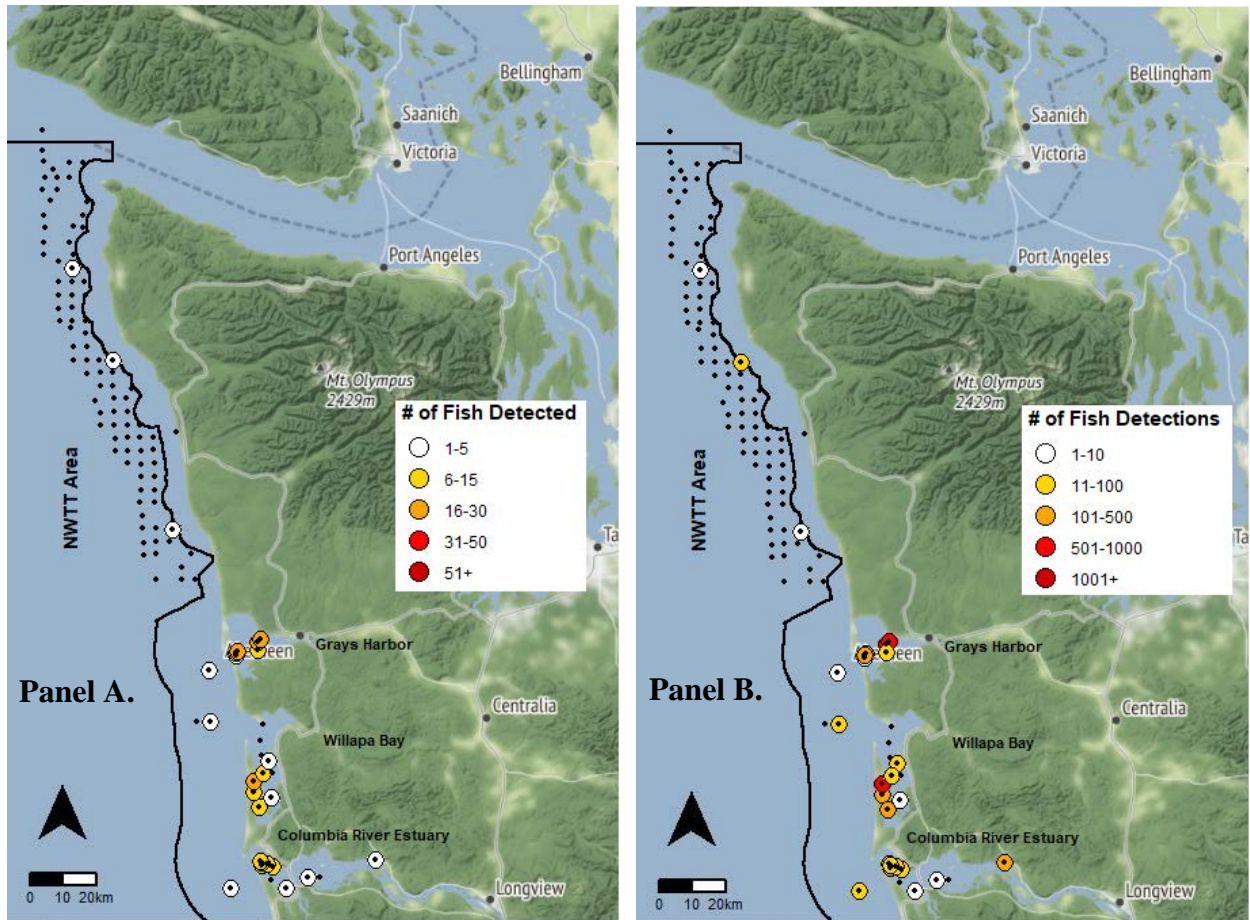 Bellingham
Saanich
Victoria
Port Angeles
Mt. Olympus
2429m
# of Fish Detected
1-5
6-15
16-30
31-50
51+
NWTT Area
Ta
Grays Harbor
Panel A.
Centralia
Willapa Bay
Columbia River Estuary
Longview
0 10 20km
Bellingham
Saanich
Victoria
Port Angeles
Mt. Olympus
2429m
# of Fish Detections
1-10
11-100
101-500
501-1000
1001+
NWTT Area
Ta
Grays Harbor
Panel B.
Centralia
Willapa Bay
Columbia River Estuary
Longview
0 10 20km